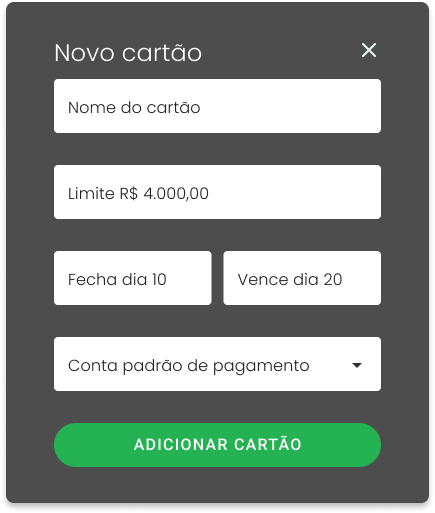 Novo cartão
Nome do cartão
Limite R$ 4.000,00
Fecha dia 10
Vence dia 20
Conta padrão de pagamento
ADICIONAR CARTÃO